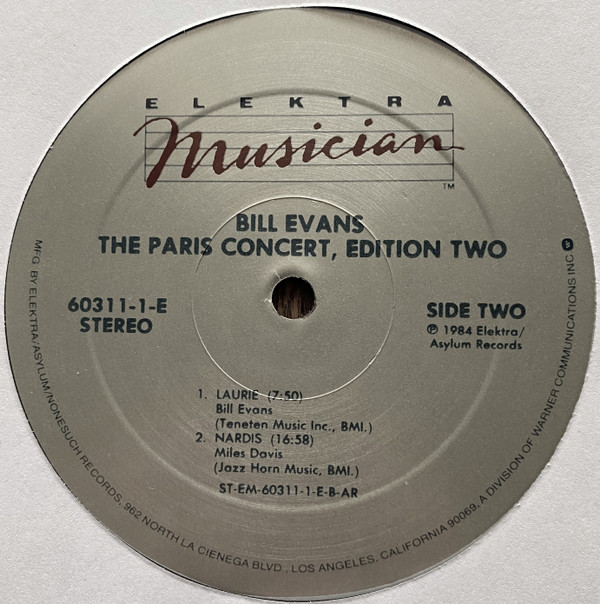 ELEKTRA
Musician
TM
BILL EVANS
THE PARIS CONCERT, EDITION TWO
60311-1-E
STEREO
SIDE TWO
℗ 1984 Elektra/
Asylum Records
1. LAURIE (7:50)
Bill Evans
(Teneten Music Inc., BMI.)
2. NARDIS (16:58)
Miles Davis
(Jazz Horn Music, BMI.)
ST-EM-60311-1-E-B-AR
MFG. BY ELEKTRA/ASYLUM/NONESUCH RECORDS, 962 NORTH LA CIENEGA BLVD., LOS ANGELES, CALIFORNIA 90069, A DIVISION OF WARNER COMMUNICATIONS INC